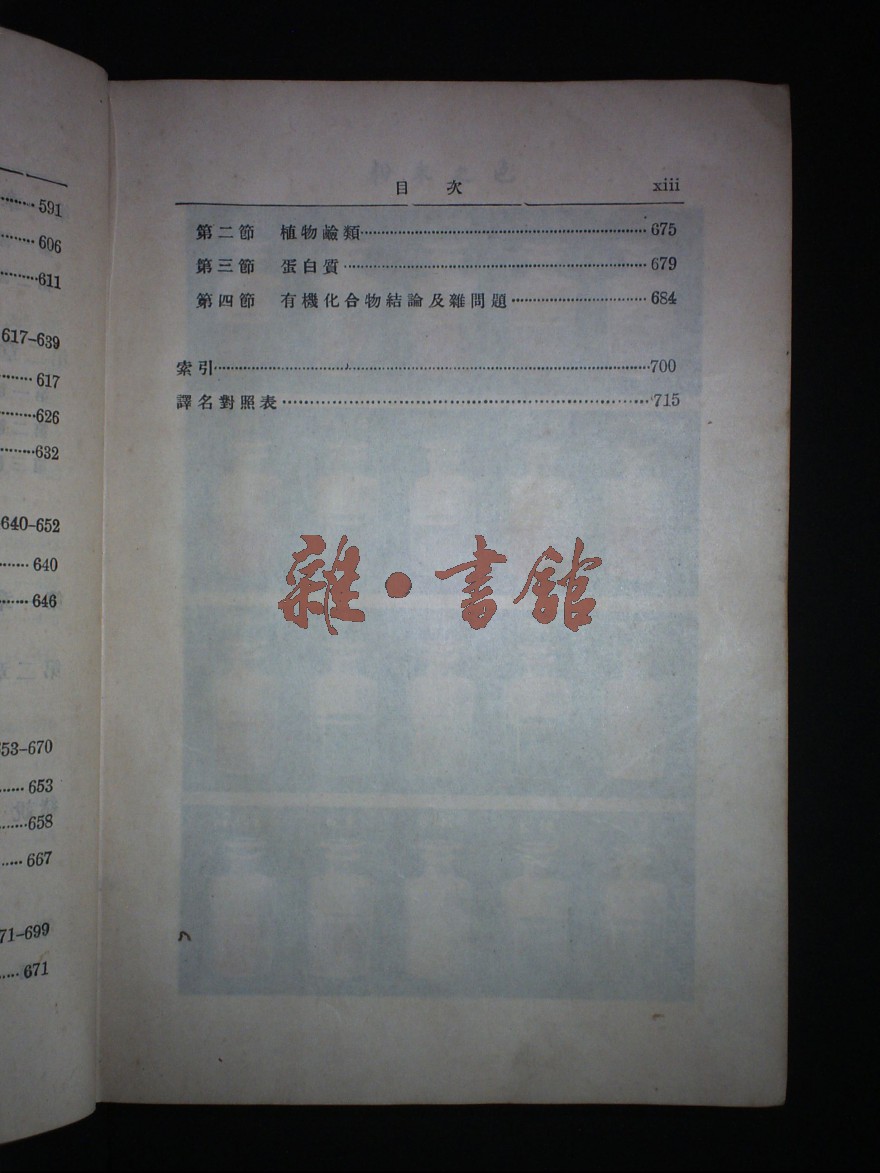 591
606
611
617-639
617
626
632
640-652
640
646
653-670
653
658
667
71-699
671
目 次 xiii
第二節 植物鹼類 675
第三節 蛋白質 679
第四節 有機化合物結論及雜問題 684
索引 700
譯名對照表 715
雜·書館